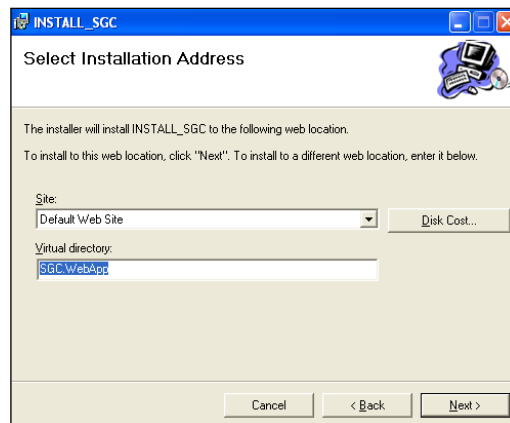 INSTALL_SGC
Select Installation Address
The installer will install INSTALL_SGC to the following web location.
To install to this web location, click "Next". To install to a different web location, enter it below.
Site:
Default Web Site
Disk Cost...
Virtual directory:
SGC.WebApp
Cancel
< Back
Next >